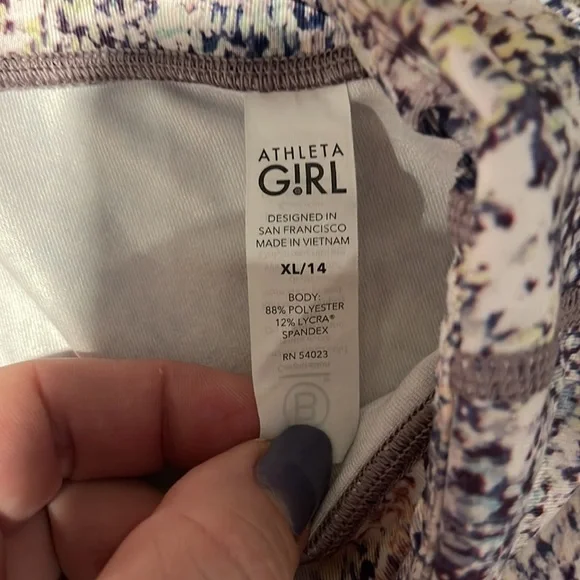 ATHLETA
G!RL
DESIGNED IN
SAN FRANCISCO
MADE IN VIETNAM
XL/14
BODY:
88% POLYESTER
12% LYCRA®
SPANDEX
RN 54023
B